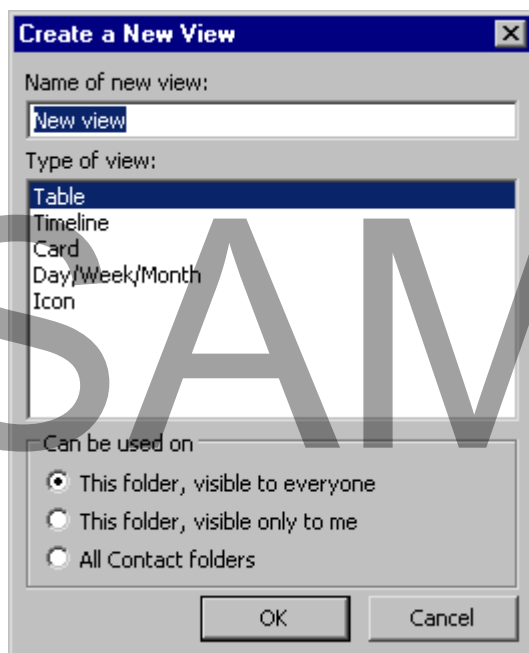 Create a New View
Name of new view:
New view
Type of view:
Table
Timeline
Card
Day/Week/Month
Icon
SAM
Can be used on
This folder, visible to everyone
This folder, visible only to me
All Contact folders
OK Cancel